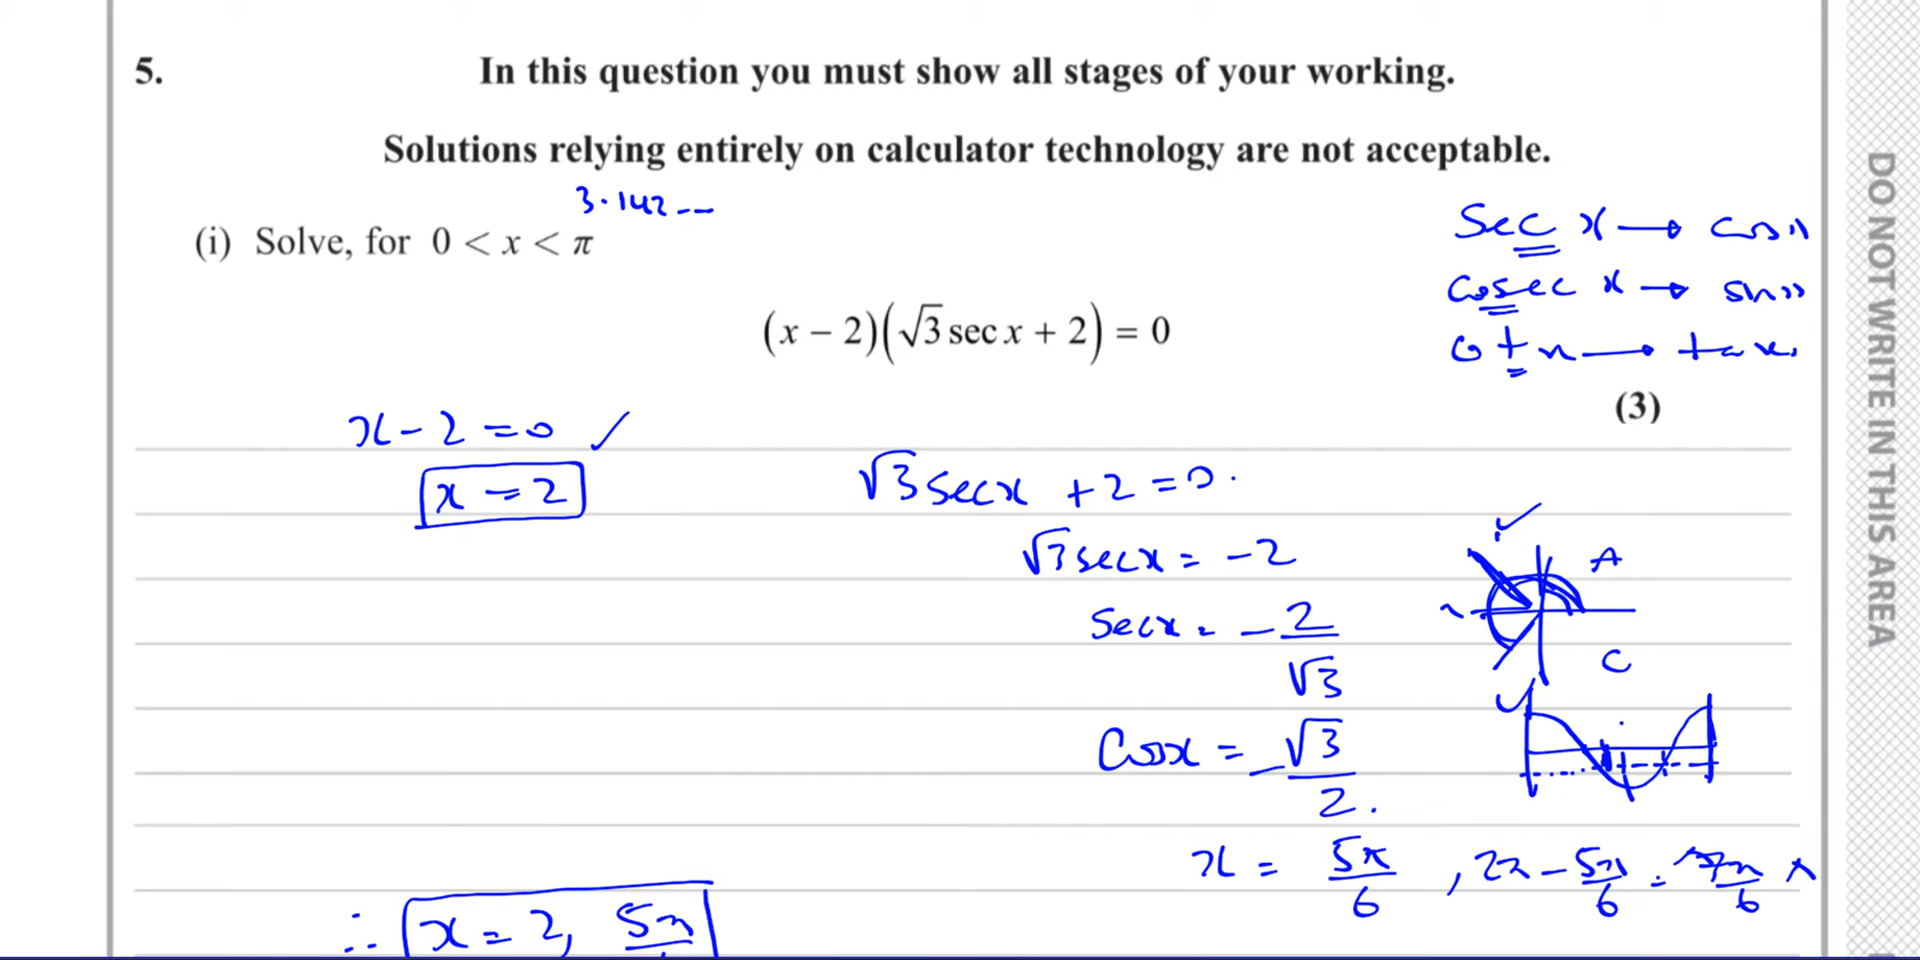 5. In this question you must show all stages of your working.
Solutions relying entirely on calculator technology are not acceptable.
3.142--
(i) Solve, for 0 < x < π
sec x → cos x
cosec x → sin x
cot x → tan x
(x − 2)(√3 sec x + 2) = 0
(3)
x - 2 = 0 ✓
x = 2
√3 sec x + 2 = 0.
√3 sec x = -2
sec x = -2/√3
A
C
cos x = -√3/2.
x = 5π/6, 2π - 5π/6 = 7π/6 ×
∴ x = 2, 5π
DO NOT WRITE IN THIS AREA